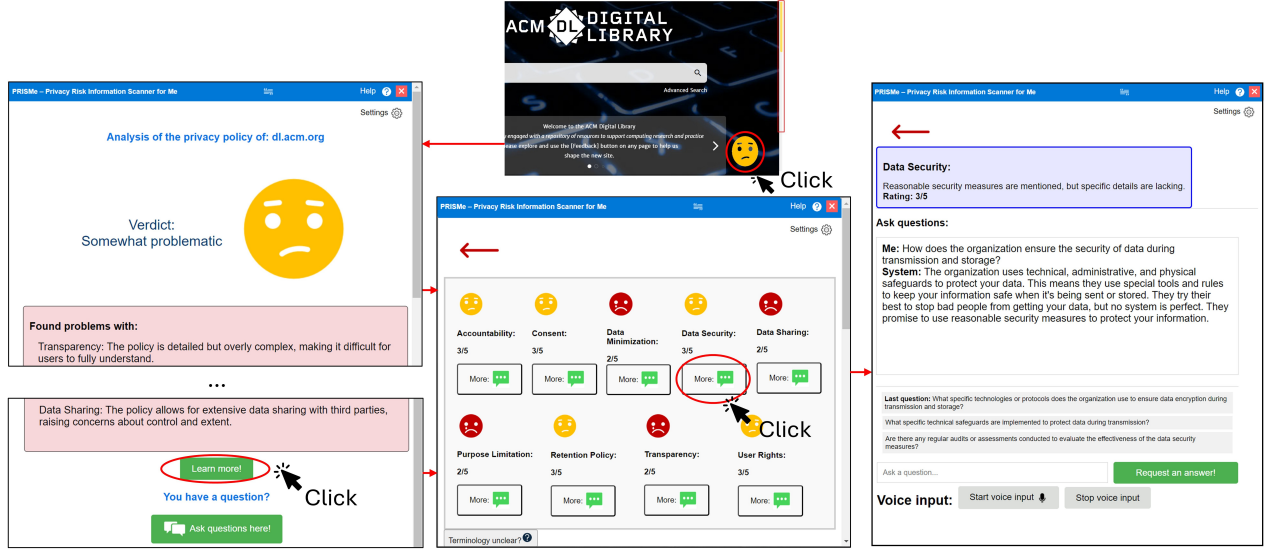 ACM DL DIGITAL
LIBRARY
Advanced Search
Welcome to the ACM Digital Library
engaged with a repository of resources to support computing research and practice
ease explore and use the [Feedback] button on any page to help us
shape the new site.
Click
PRISMe – Privacy Risk Information Scanner for Me
Help ?
Settings
Analysis of the privacy policy of: dl.acm.org
Verdict:
Somewhat problematic
Found problems with:
Transparency: The policy is detailed but overly complex, making it difficult for
users to fully understand.
...
Data Sharing: The policy allows for extensive data sharing with third parties,
raising concerns about control and extent.
Learn more!
Click
You have a question?
Ask questions here!
PRISMe – Privacy Risk Information Scanner for Me
Help ?
Settings
Accountability:
3/5
More:
Consent:
3/5
More:
Data
Minimization:
2/5
More:
Data Security:
3/5
More:
Data Sharing:
2/5
More:
Click
Purpose Limitation:
2/5
More:
Retention Policy:
3/5
More:
Transparency:
2/5
More:
User Rights:
3/5
More:
Terminology unclear? ?
PRISMe – Privacy Risk Information Scanner for Me
Help ?
Settings
Data Security:
Reasonable security measures are mentioned, but specific details are lacking.
Rating: 3/5
Ask questions:
Me: How does the organization ensure the security of data during
transmission and storage?
System: The organization uses technical, administrative, and physical
safeguards to protect your data. This means they use special tools and rules
to keep your information safe when it's being sent or stored. They try their
best to stop bad people from getting your data, but no system is perfect. They
promise to use reasonable security measures to protect your information.
Last question: What specific technologies or protocols does the organization use to ensure data encryption during
transmission and storage?
What specific technical safeguards are implemented to protect data during transmission?
Are there any regular audits or assessments conducted to evaluate the effectiveness of the data security
measures?
Ask a question...
Request an answer!
Voice input:
Start voice input
Stop voice input